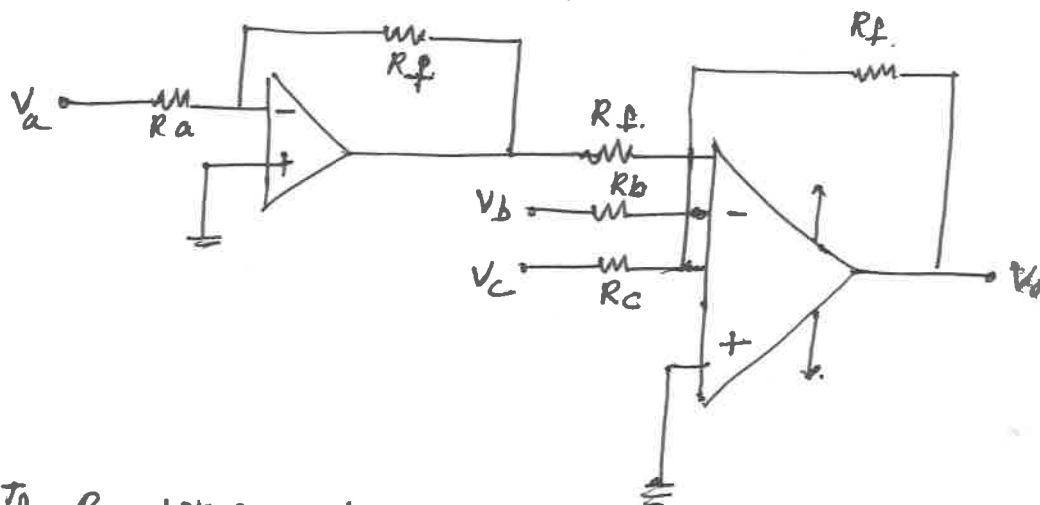 Rf.
Rf
Va
Ra
-
+
Rf.
Rb
Vb
-
Vc
Rc
+